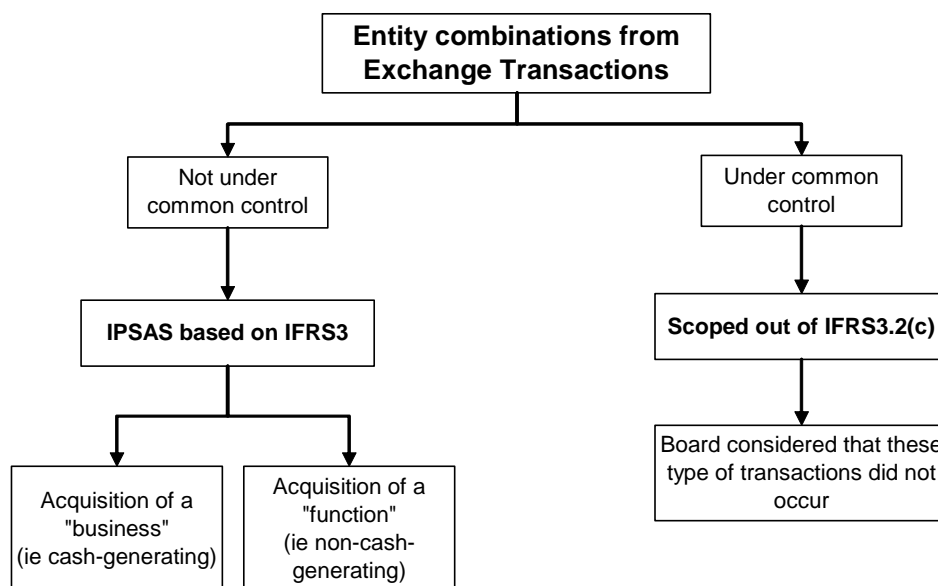 Entity combinations from
Exchange Transactions
Not under
common control
Under common
control
IPSAS based on IFRS3
Scoped out of IFRS3.2(c)
Acquisition of a
"business"
(ie cash-generating)
Acquisition of a
"function"
(ie non-cash-
generating)
Board considered that these
type of transactions did not
occur